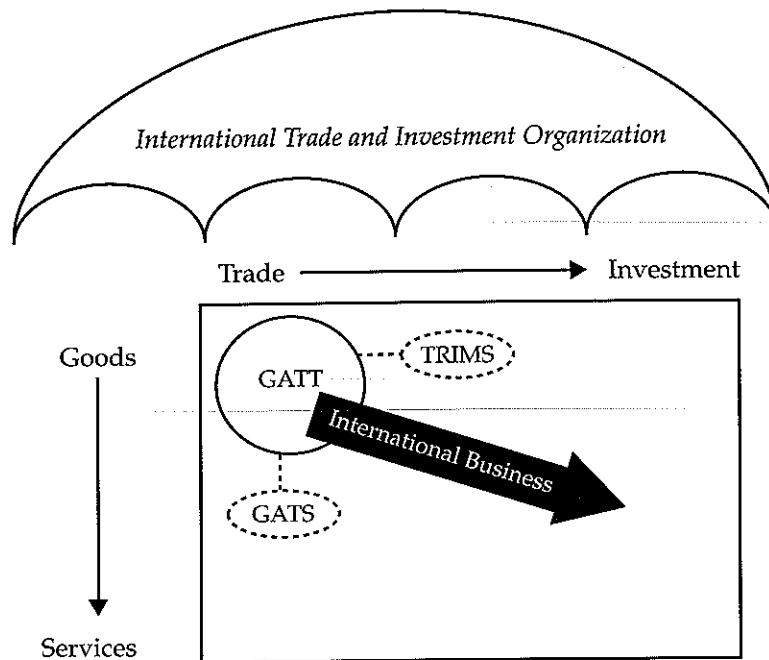 International Trade and Investment Organization
Trade
Investment
Goods
GATT
TRIMS
International Business
GATS
Services